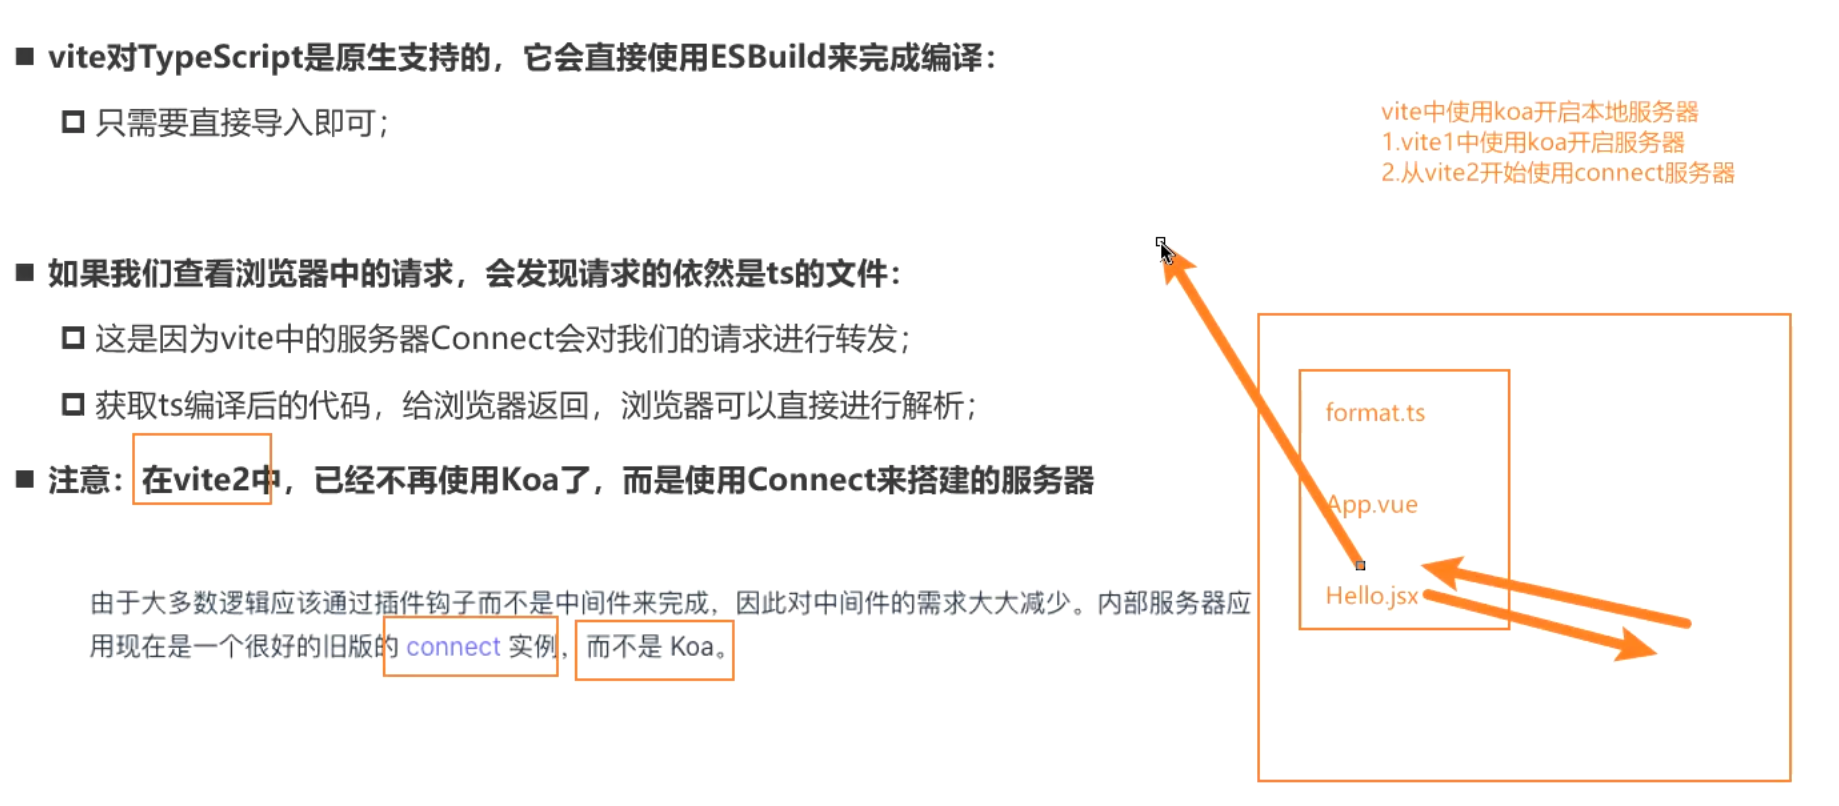 vite对TypeScript是原生支持的，它会直接使用ESBuild来完成编译：
只需要直接导入即可；
vite中使用koa开启本地服务器
1.vite1中使用koa开启服务器
2.从vite2开始使用connect服务器
如果我们查看浏览器中的请求，会发现请求的依然是ts的文件：
这是因为vite中的服务器Connect会对我们的请求进行转发；
获取ts编译后的代码，给浏览器返回，浏览器可以直接进行解析；
注意：在vite2中，已经不再使用Koa了，而是使用Connect来搭建的服务器
由于大多数逻辑应该通过插件钩子而不是中间件来完成，因此对中间件的需求大大减少。内部服务器应
用现在是一个很好的旧版的 connect 实例，而不是 Koa。
format.ts
App.vue
Hello.jsx